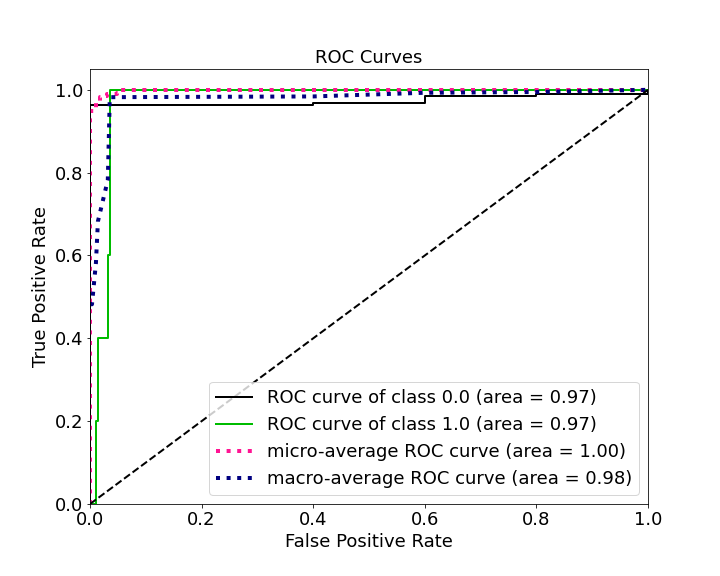 ROC Curves
True Positive Rate
1.0
0.8
0.6
0.4
0.2
0.0
ROC curve of class 0.0 (area = 0.97)
ROC curve of class 1.0 (area = 0.97)
micro-average ROC curve (area = 1.00)
macro-average ROC curve (area = 0.98)
0.0 0.2 0.4 0.6 0.8 1.0
False Positive Rate